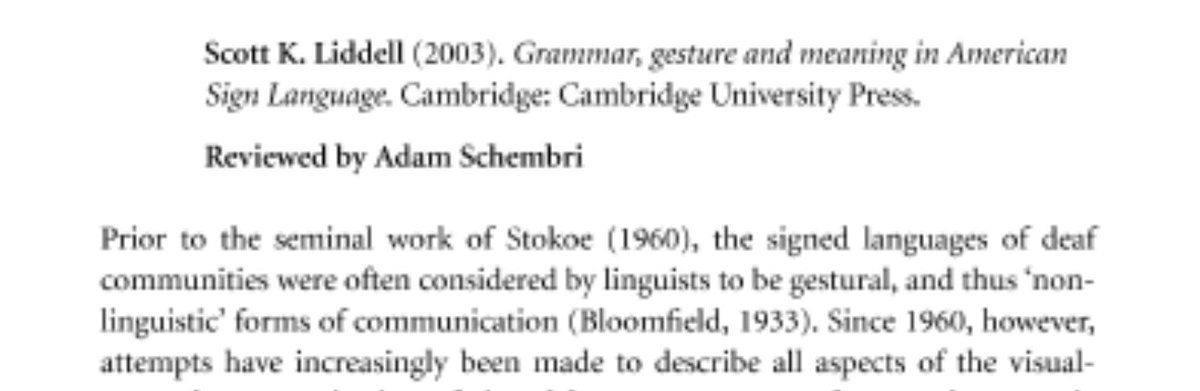 Scott K. Liddell (2003). Grammar, gesture and meaning in American
Sign Language. Cambridge: Cambridge University Press.
Reviewed by Adam Schembri
Prior to the seminal work of Stokoe (1960), the signed languages of deaf
communities were often considered by linguists to be gestural, and thus ‘non-
linguistic’ forms of communication (Bloomfield, 1933). Since 1960, however,
attempts have increasingly been made to describe all aspects of the visual-